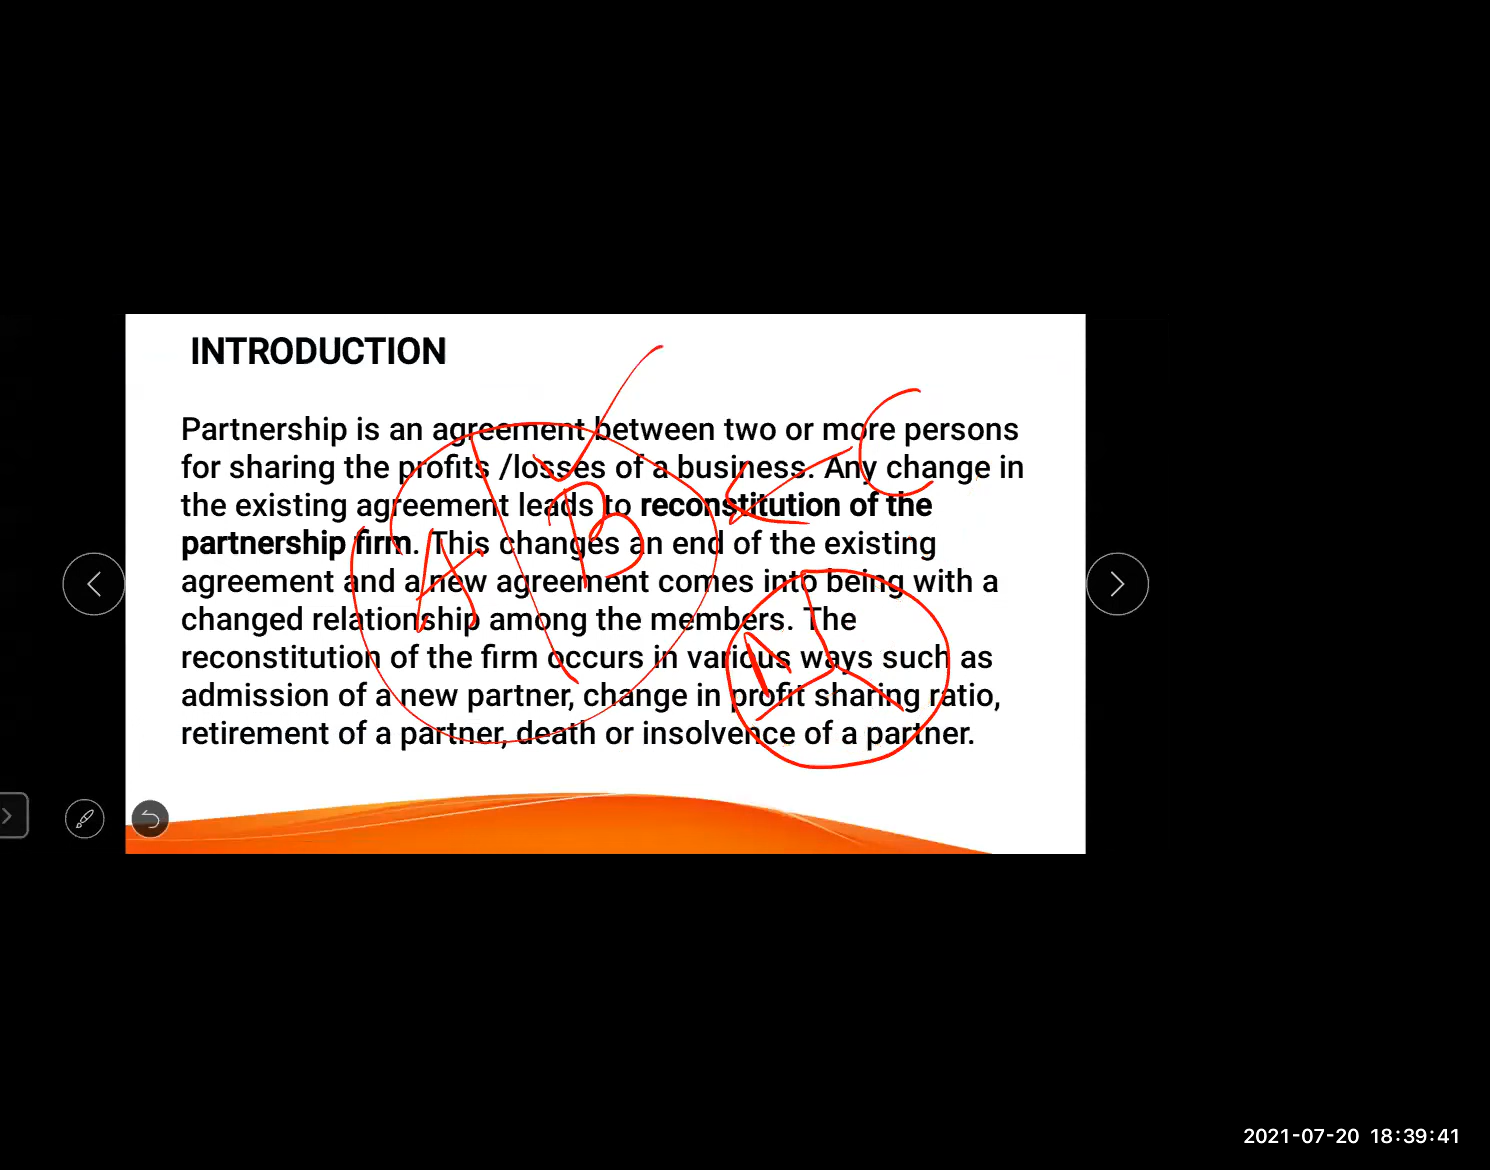 INTRODUCTION
Partnership is an agreement between two or more persons
for sharing the profits /losses of a business. Any change in
the existing agreement leads to reconstitution of the
partnership firm. This changes an end of the existing
agreement and a new agreement comes into being with a
changed relationship among the members. The
reconstitution of the firm occurs in various ways such as
admission of a new partner, change in profit sharing ratio,
retirement of a partner, death or insolvence of a partner.
A B C
2021-07-20 18:39:41